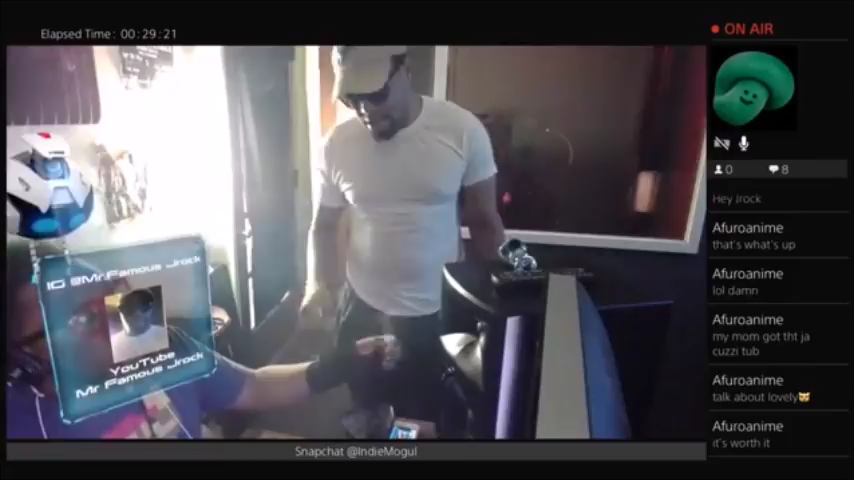 Elapsed Time: 00:29:21
ON AIR
0
8
Hey Jrock
Afuroanime
that's what's up
Afuroanime
lol damn
Afuroanime
my mom got tht ja
cuzzi tub
Afuroanime
talk about lovely😺
Afuroanime
it's worth it
IG @Mr.Famous Jrock
YouTube
Mr Famous Jrock
Snapchat @IndieMogul